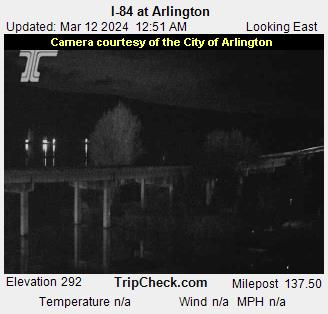 I-84 at Arlington
Updated: Mar 12 2024 12:51 AM Looking East
Camera courtesy of the City of Arlington
Elevation 292 TripCheck.com Milepost 137.50
Temperature n/a Wind n/a MPH n/a